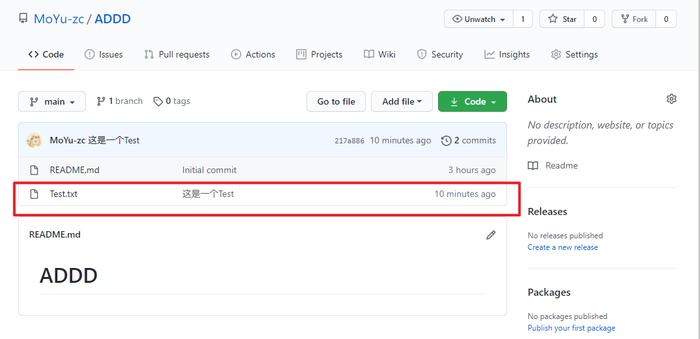 MoYu-zc / ADDD
Unwatch 1
Star 0
Fork 0
Code
Issues
Pull requests
Actions
Projects
Wiki
Security
Insights
Settings
main
1 branch
0 tags
Go to file
Add file
Code
MoYu-zc 这是一个Test 217a886 10 minutes ago 2 commits
README.md Initial commit 3 hours ago
Test.txt 这是一个Test 10 minutes ago
README.md
ADDD
About
No description, website, or topics
provided.
Readme
Releases
No releases published
Create a new release
Packages
No packages published
Publish your first package